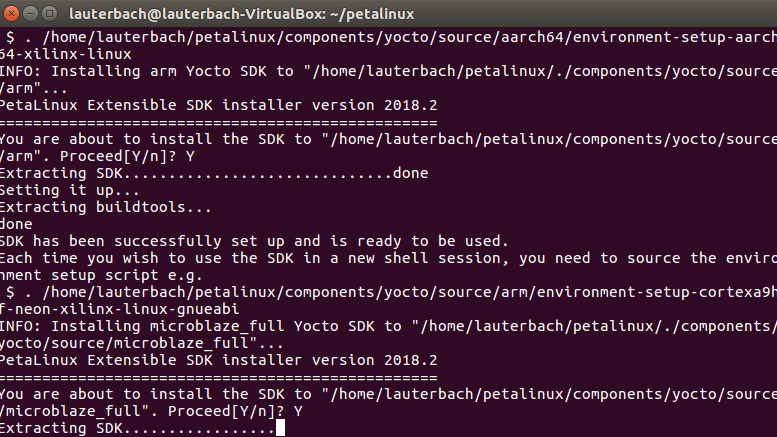 lauterbach@lauterbach-VirtualBox: ~/petalinux
$ . /home/lauterbach/petalinux/components/yocto/source/aarch64/environment-setup-aarch
64-xilinx-linux
INFO: Installing arm Yocto SDK to "/home/lauterbach/petalinux/./components/yocto/source
/arm"...
PetaLinux Extensible SDK installer version 2018.2
=================================================
You are about to install the SDK to "/home/lauterbach/petalinux/components/yocto/source
/arm". Proceed[Y/n]? Y
Extracting SDK...............................done
Setting it up...
Extracting buildtools...
done
SDK has been successfully set up and is ready to be used.
Each time you wish to use the SDK in a new shell session, you need to source the enviro
nment setup script e.g.
$ . /home/lauterbach/petalinux/components/yocto/source/arm/environment-setup-cortexa9h
f-neon-xilinx-linux-gnueabi
INFO: Installing microblaze_full Yocto SDK to "/home/lauterbach/petalinux/./components/
yocto/source/microblaze_full"...
PetaLinux Extensible SDK installer version 2018.2
=================================================
You are about to install the SDK to "/home/lauterbach/petalinux/components/yocto/source
/microblaze_full". Proceed[Y/n]? Y
Extracting SDK.................